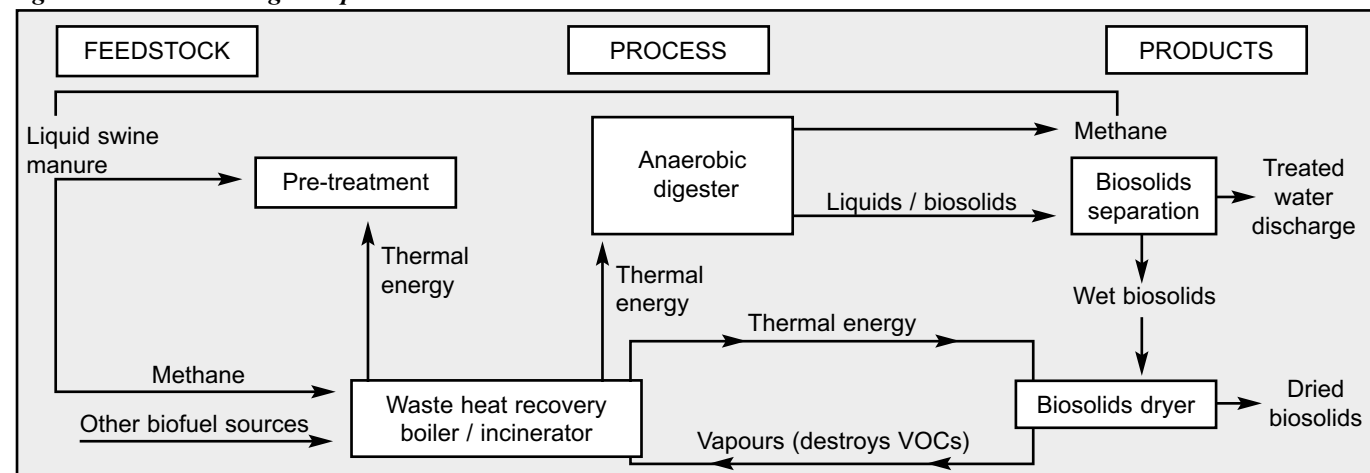 FEEDSTOCK
PROCESS
PRODUCTS
Liquid swine
manure
Pre-treatment
Anaerobic
digester
Methane
Liquids / biosolids
Biosolids
separation
Treated
water
discharge
Thermal
energy
Thermal
energy
Wet biosolids
Thermal energy
Methane
Other biofuel sources
Waste heat recovery
boiler / incinerator
Vapours (destroys VOCs)
Biosolids dryer
Dried
biosolids